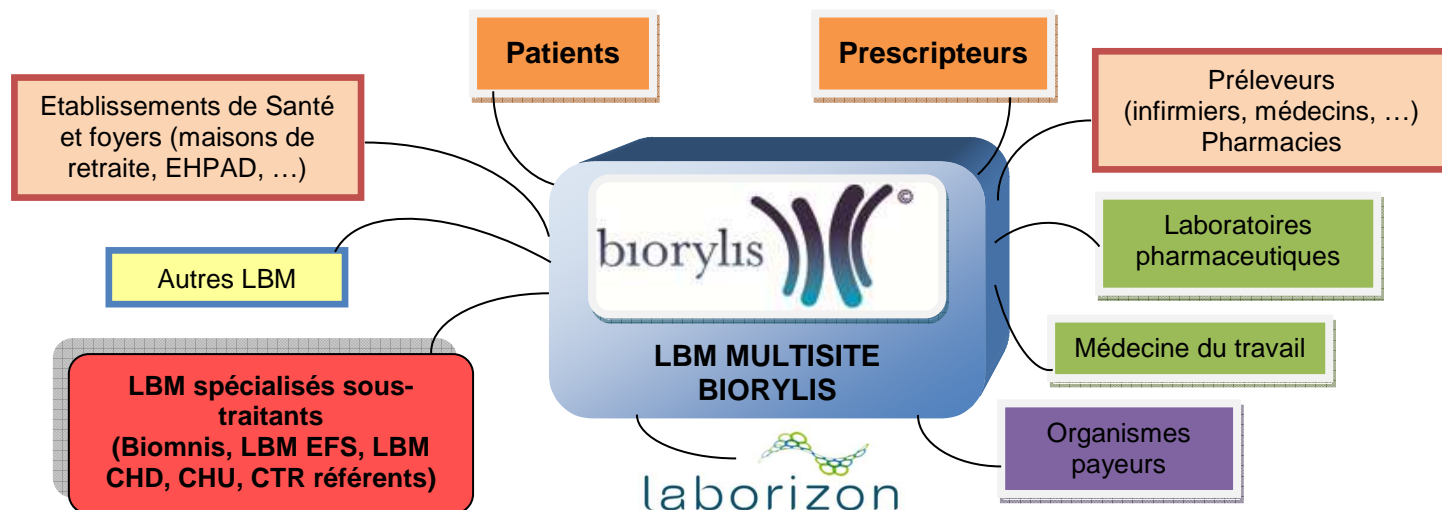 Patients
Prescripteurs
Etablissements de Santé
et foyers (maisons de
retraite, EHPAD, …)
Préleveurs
(infirmiers, médecins, …)
Pharmacies
biorylis
©
Laboratoires
pharmaceutiques
Autres LBM
LBM MULTISITE
BIORYLIS
Médecine du travail
LBM spécialisés sous-
traitants
(Biomnis, LBM EFS, LBM
CHD, CHU, CTR référents)
Organismes
payeurs
laborizon